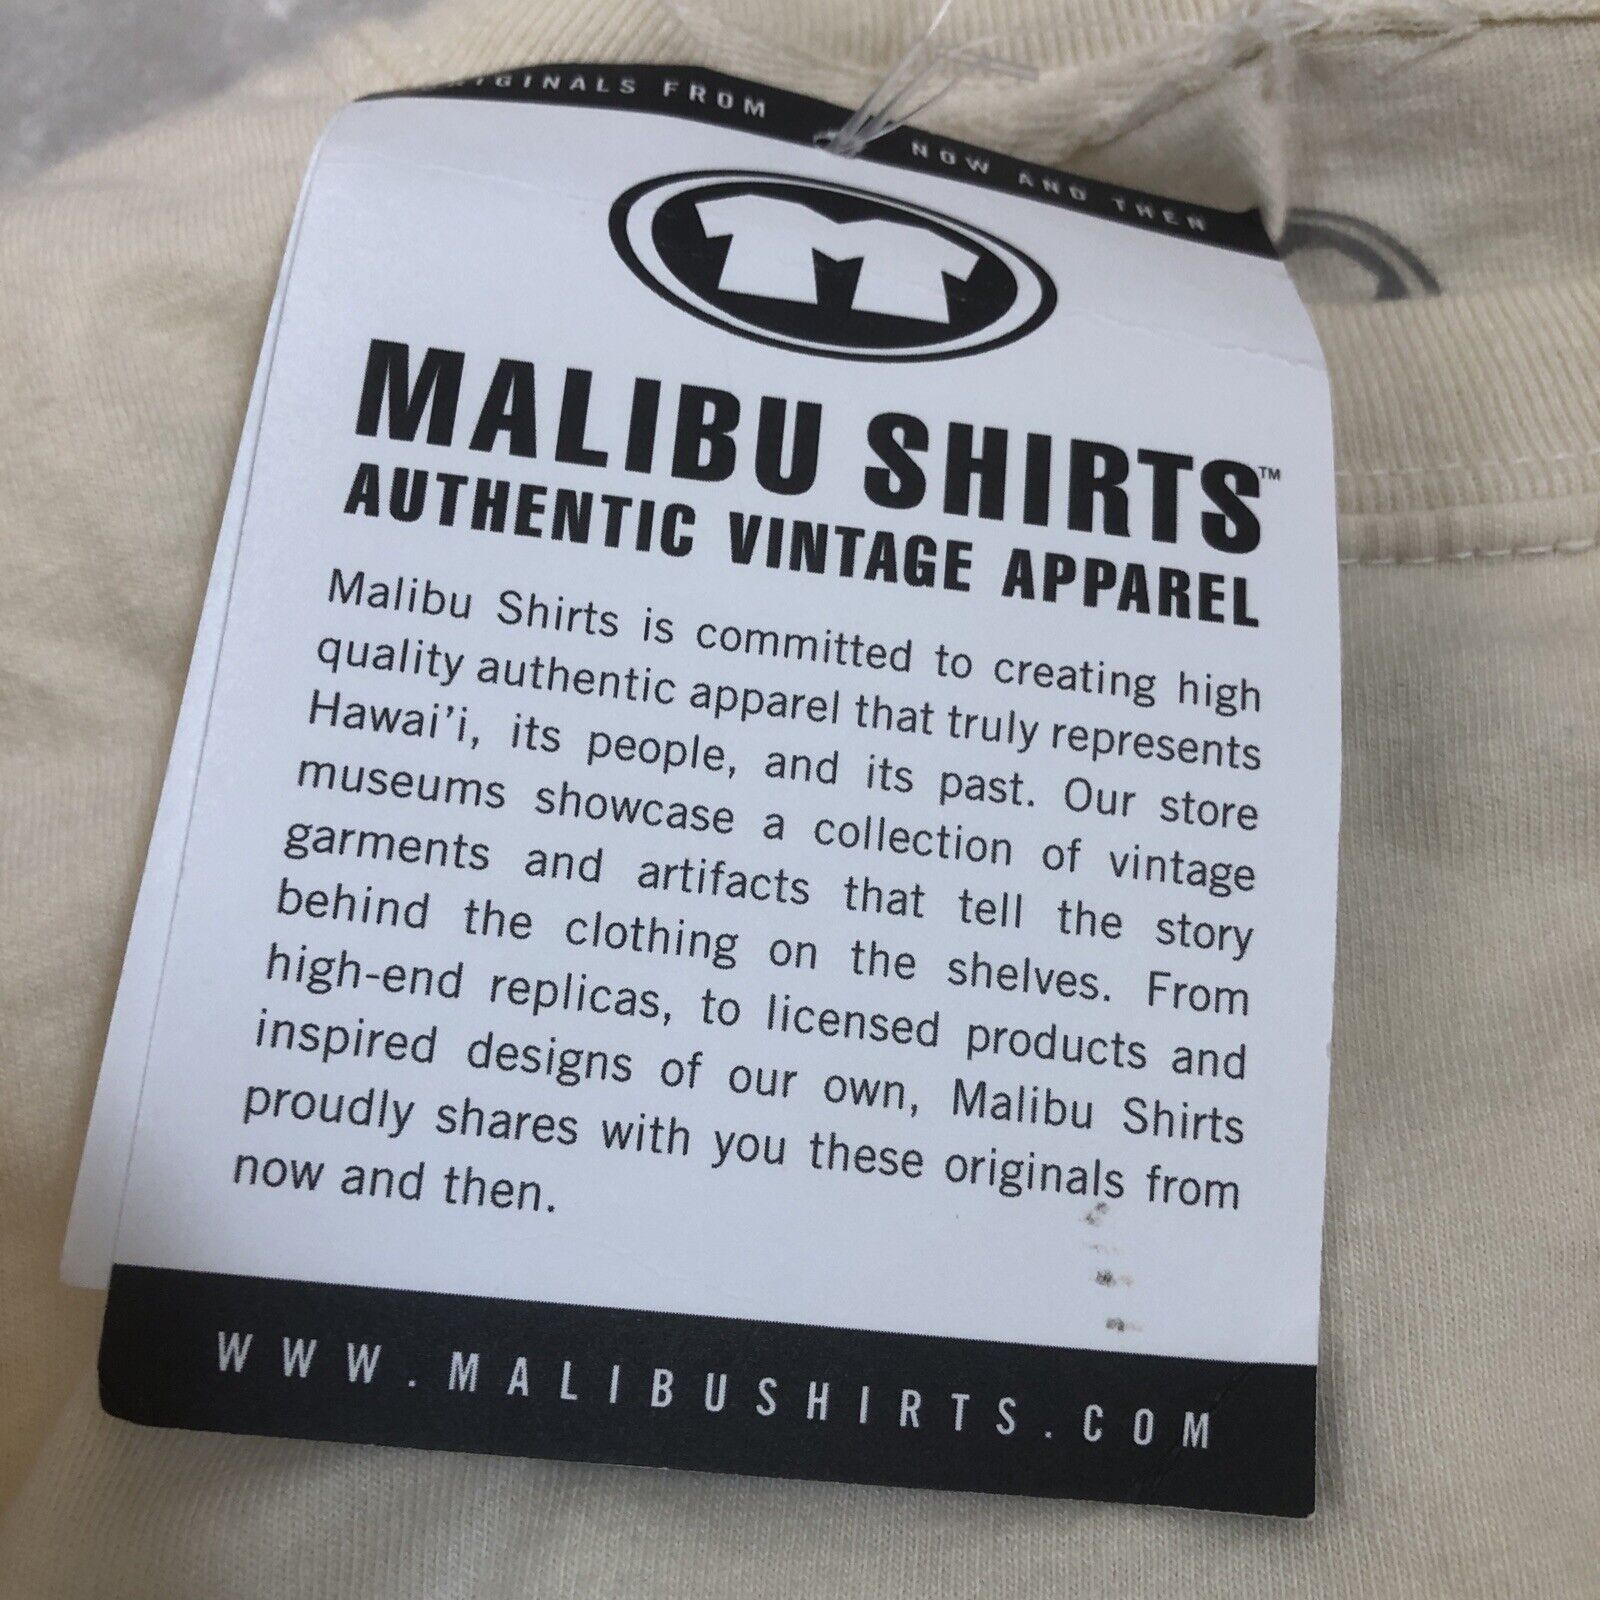 ORIGINALS FROM NOW AND THEN
MALIBU SHIRTS™
AUTHENTIC VINTAGE APPAREL
Malibu Shirts is committed to creating high
quality authentic apparel that truly represents
Hawai'i, its people, and its past. Our store
museums showcase a collection of vintage
garments and artifacts that tell the story
behind the clothing on the shelves. From
high-end replicas, to licensed products and
inspired designs of our own, Malibu Shirts
proudly shares with you these originals from
now and then.
WWW.MALIBUSHIRTS.COM